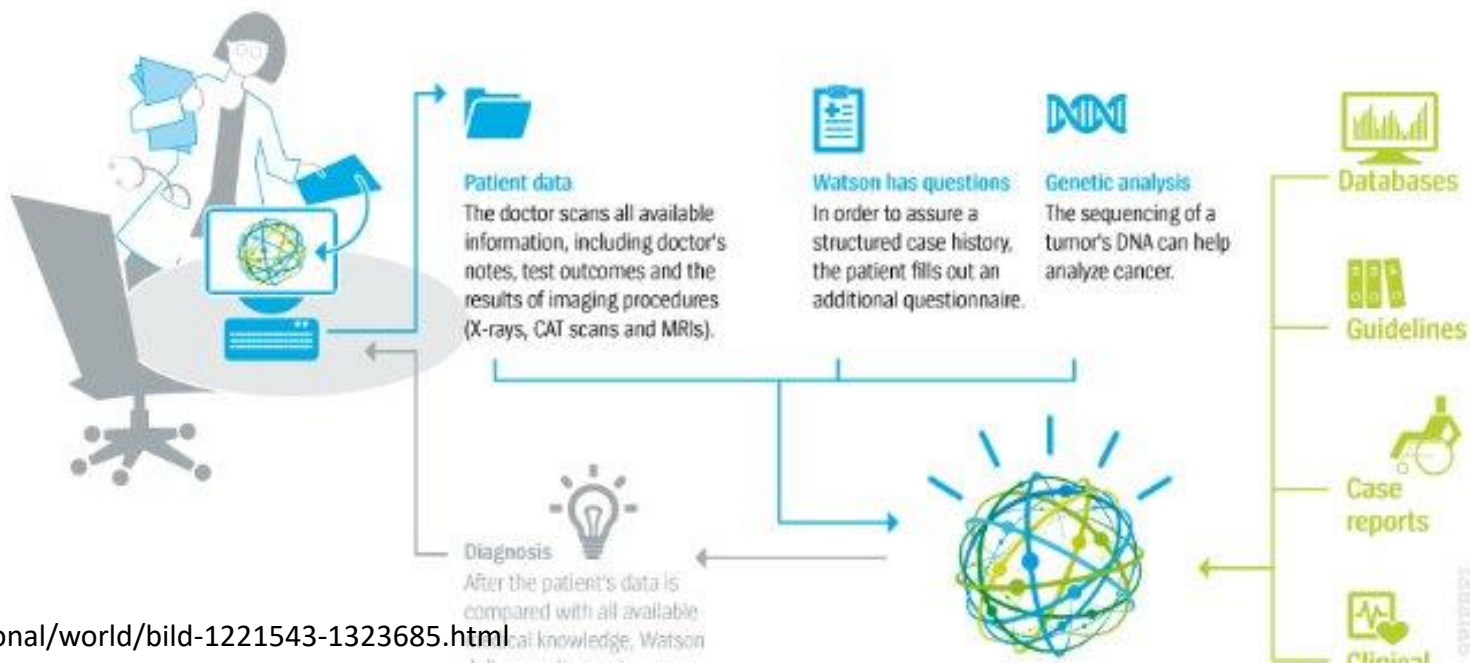 Patient data
The doctor scans all available
information, including doctor's
notes, test outcomes and the
results of imaging procedures
(X-rays, CAT scans and MRIs).
Watson has questions
In order to assure a
structured case history,
the patient fills out an
additional questionnaire.
Genetic analysis
The sequencing of a
tumor's DNA can help
analyze cancer.
Databases
Guidelines
Case
reports
Clinical
Diagnosis
After the patient's data is
compared with all available
knowledge, Watson
onal/world/bild-1221543-1323685.html